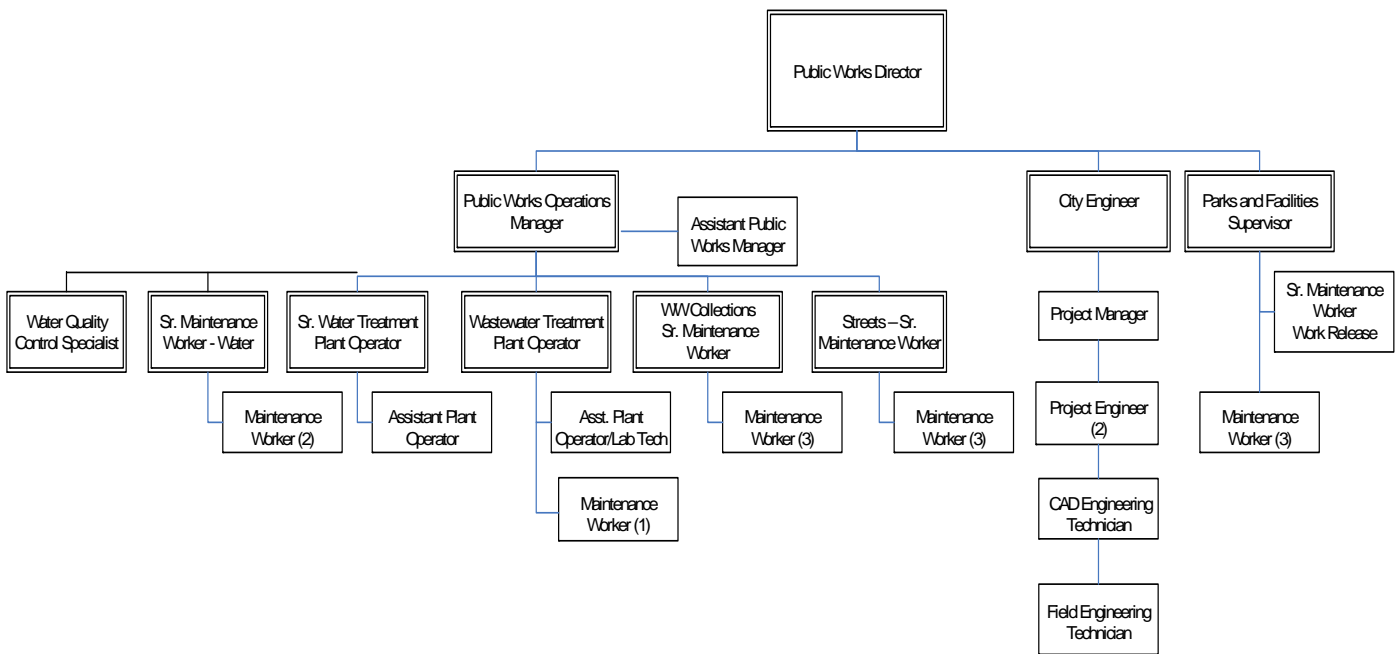 Public Works Director
Public Works Operations
Manager
Assistant Public
Works Manager
City Engineer
Parks and Facilities
Supervisor
Water Quality
Control Specialist
Sr. Maintenance
Worker - Water
Sr. Water Treatment
Plant Operator
Wastewater Treatment
Plant Operator
WW Collections
Sr. Maintenance
Worker
Streets – Sr.
Maintenance Worker
Project Manager
Sr. Maintenance
Worker
Work Release
Maintenance
Worker (2)
Assistant Plant
Operator
Asst. Plant
Operator/Lab Tech
Maintenance
Worker (3)
Maintenance
Worker (3)
Project Engineer
(2)
Maintenance
Worker (3)
Maintenance
Worker (1)
CAD Engineering
Technician
Field Engineering
Technician